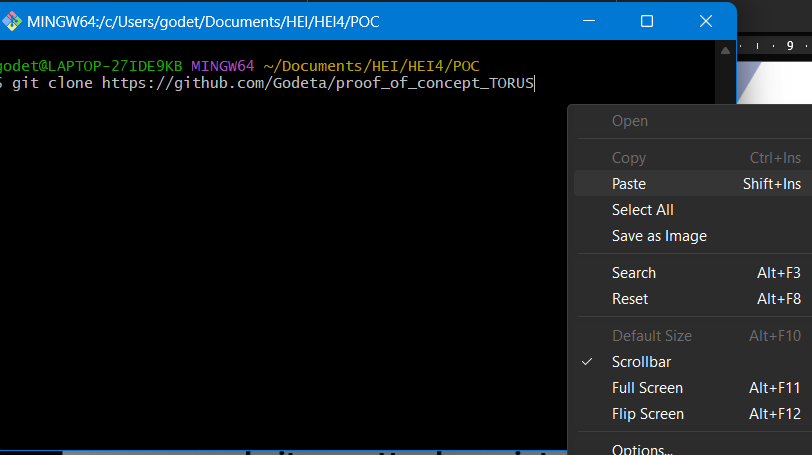 MINGW64:/c/Users/godet/Documents/HEI/HEI4/POC
9
godet@LAPTOP-27IDE9KB MINGW64 ~/Documents/HEI/HEI4/POC
$ git clone https://github.com/Godeta/proof_of_concept_TORUS
Open
Copy Ctrl+Ins
Paste Shift+Ins
Select All
Save as Image
Search Alt+F3
Reset Alt+F8
Default Size Alt+F10
Scrollbar
Full Screen Alt+F11
Flip Screen Alt+F12
Options...